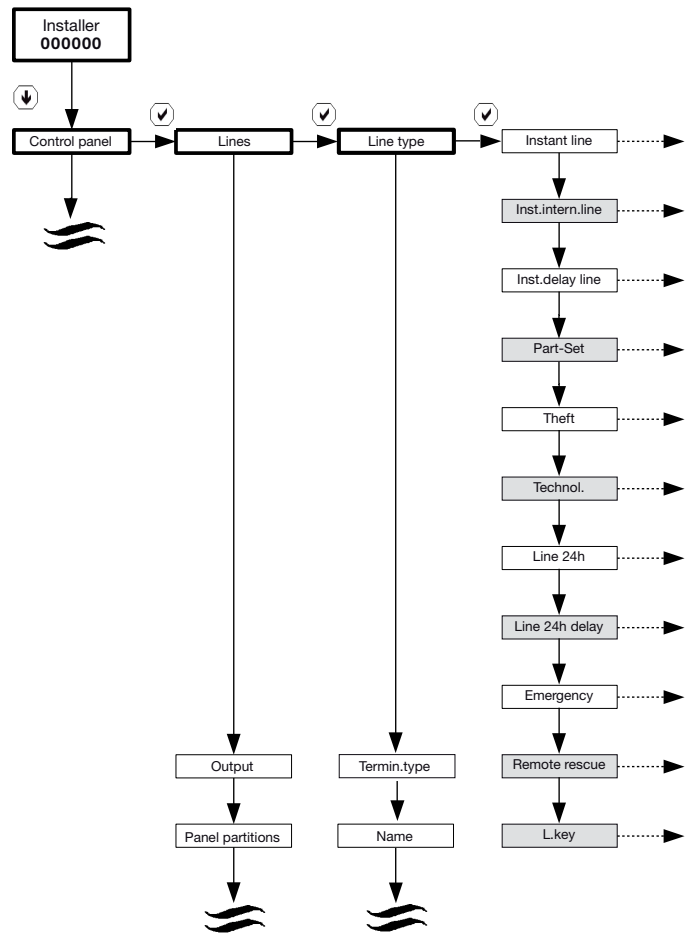 Installer
000000
Control panel
Lines
Line type
Instant line
Inst.intern.line
Inst.delay line
Part-Set
Theft
Technol.
Line 24h
Line 24h delay
Emergency
Output
Termin.type
Remote rescue
Panel partitions
Name
L.key